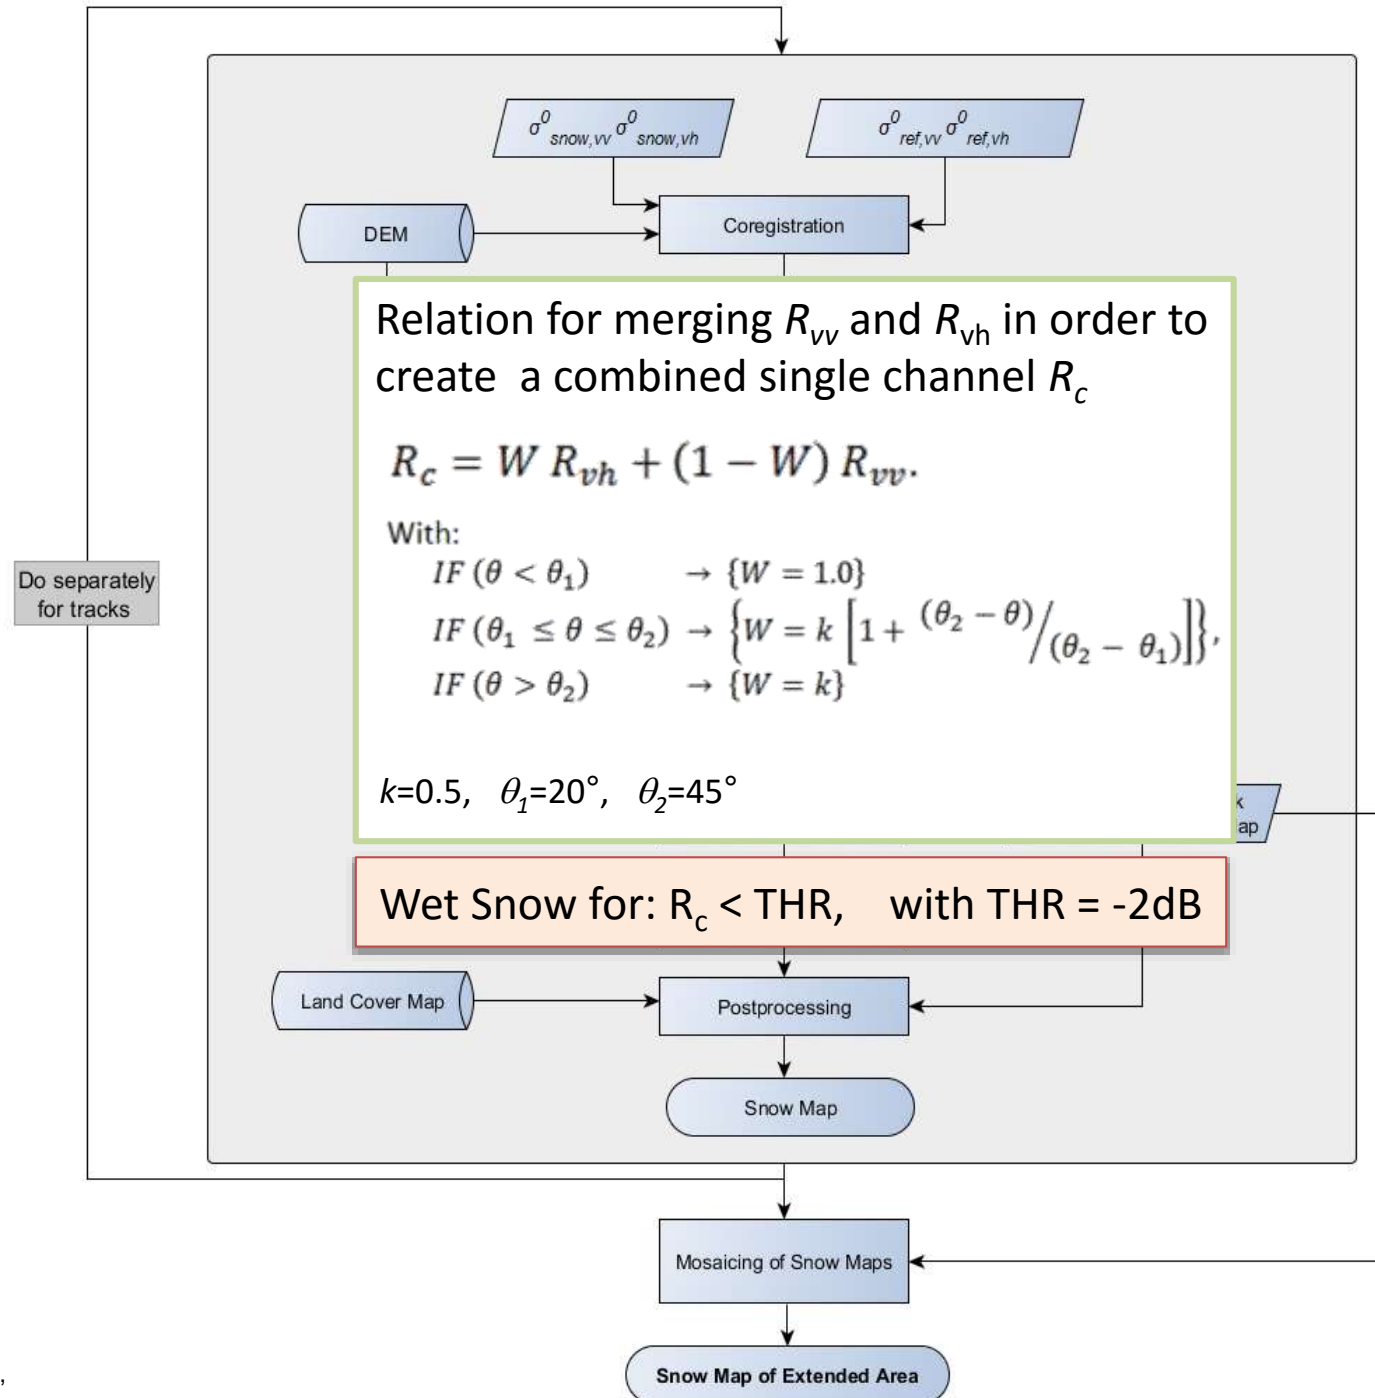 σ⁰snow,vv σ⁰snow,vh
σ⁰ref,vv σ⁰ref,vh
DEM
Coregistration
Relation for merging Rvv and Rvh in order to
create a combined single channel Rc
Rc = W Rvh + (1 − W) Rvv.
With:
IF (θ < θ1) → {W = 1.0}
IF (θ1 ≤ θ ≤ θ2) → {W = k [1 + (θ2 − θ)/(θ2 − θ1)]},
IF (θ > θ2) → {W = k}
k=0.5, θ1=20°, θ2=45°
Do separately
for tracks
k
ap
Wet Snow for: Rc < THR, with THR = -2dB
Land Cover Map
Postprocessing
Snow Map
Mosaicing of Snow Maps
Snow Map of Extended Area
,